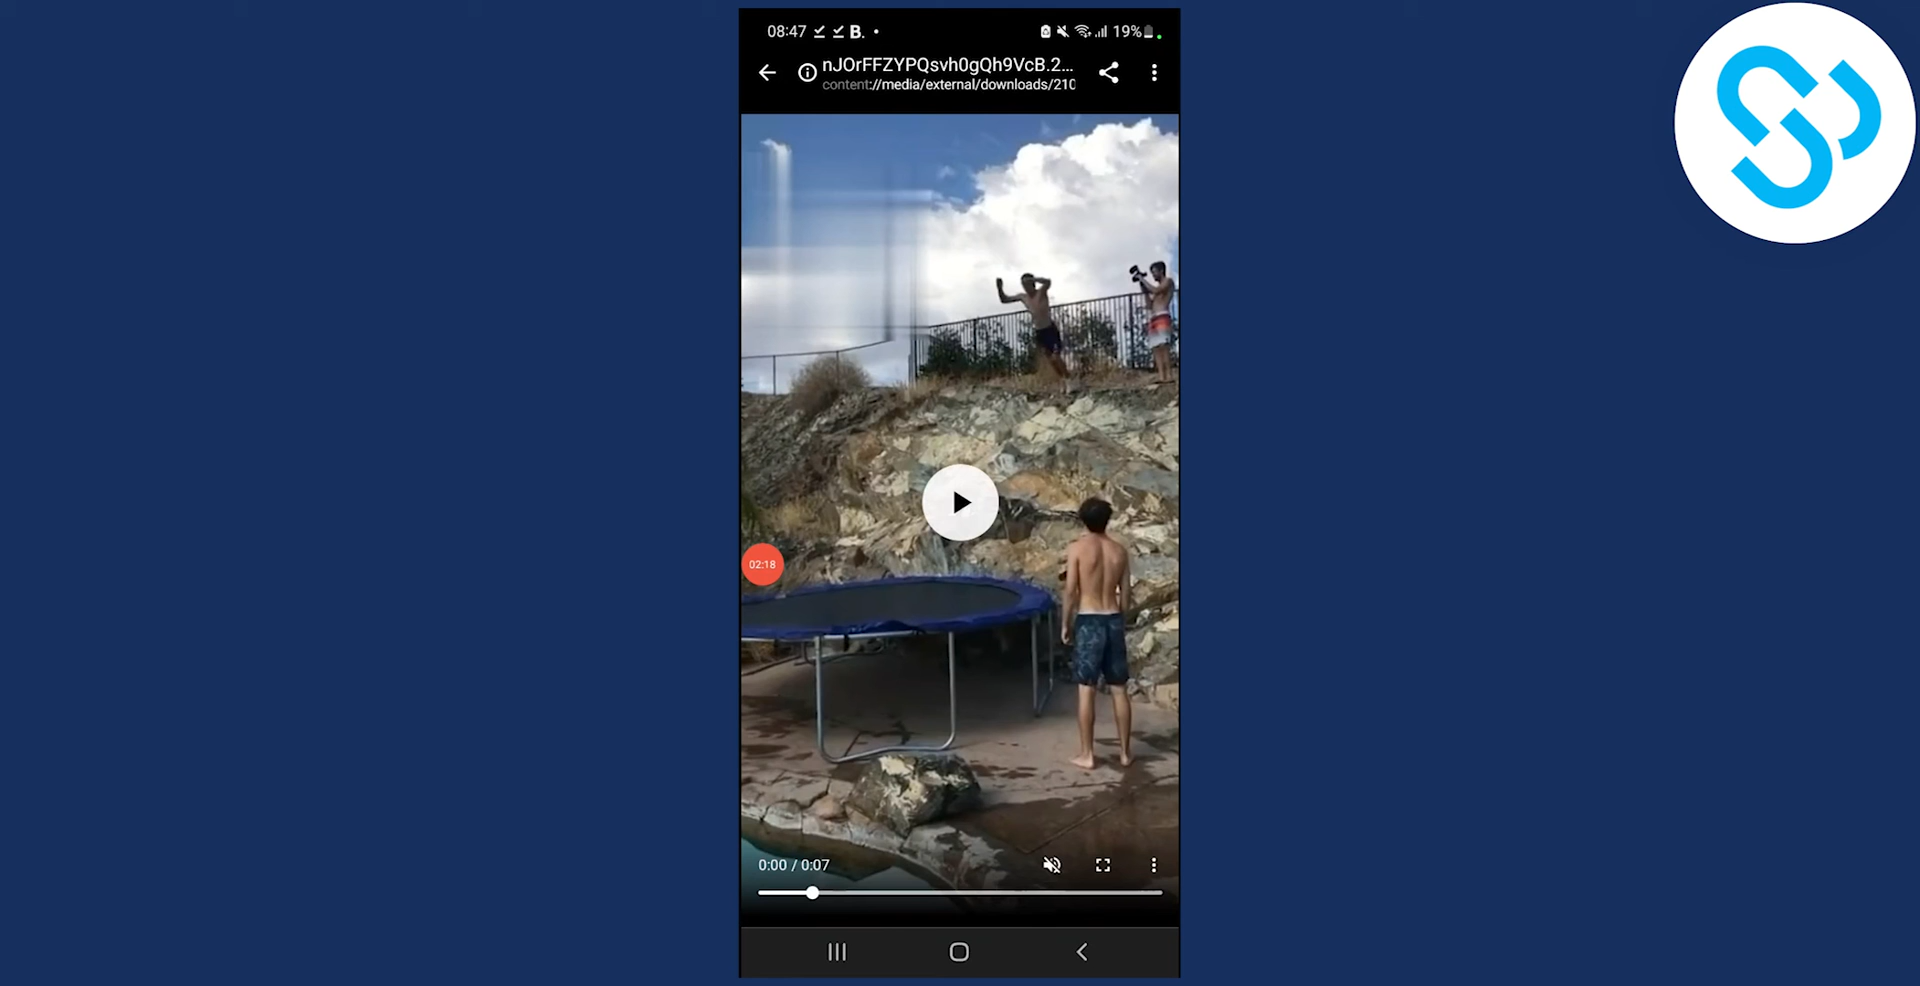 08:47 B.
19%
nJOrFFZYPQsvh0gQh9VcB.2...
content://media/external/downloads/210
02:18
0:00 / 0:07